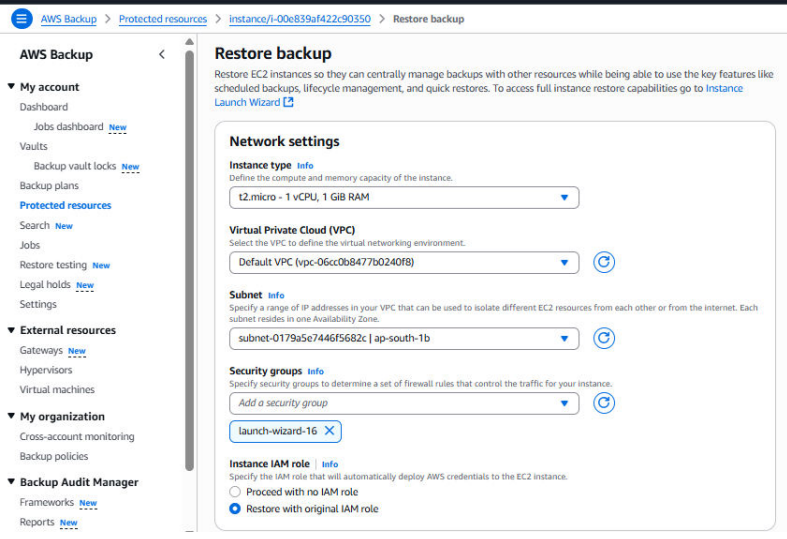 AWS Backup > Protected resources > instance/i-00e839af422c90350 > Restore backup
AWS Backup
My account
Dashboard
Jobs dashboard New
Vaults
Backup vault locks New
Backup plans
Protected resources
Search New
Jobs
Restore testing New
Legal holds New
Settings
External resources
Gateways New
Hypervisors
Virtual machines
My organization
Cross-account monitoring
Backup policies
Backup Audit Manager
Frameworks New
Reports New
Restore backup
Restore EC2 instances so they can centrally manage backups with other resources while being able to use the key features like
scheduled backups, lifecycle management, and quick restores. To access full instance restore capabilities go to Instance
Launch Wizard
Network settings
Instance type Info
Define the compute and memory capacity of the instance.
t2.micro - 1 vCPU, 1 GiB RAM
Virtual Private Cloud (VPC)
Select the VPC to define the virtual networking environment.
Default VPC (vpc-06cc0b8477b0240f8)
Subnet Info
Specify a range of IP addresses in your VPC that can be used to isolate different EC2 resources from each other or from the internet. Each
subnet resides in one Availability Zone.
subnet-0179a5e7446f5682c | ap-south-1b
Security groups Info
Specify security groups to determine a set of firewall rules that control the traffic for your instance.
Add a security group
launch-wizard-16
Instance IAM role | Info
Specify the IAM role that will automatically deploy AWS credentials to the EC2 instance.
Proceed with no IAM role
Restore with original IAM role